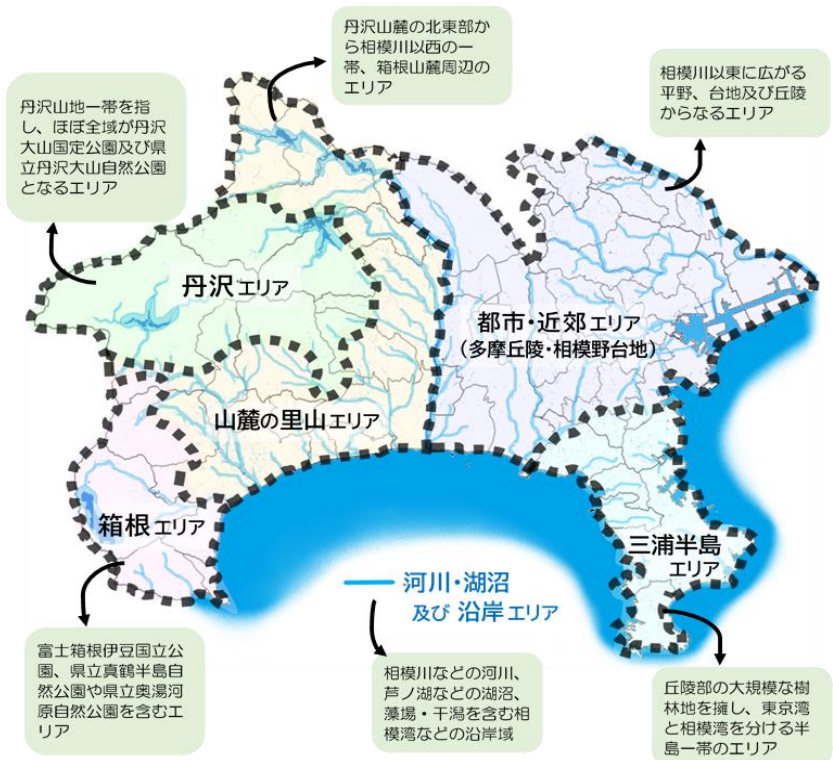 丹沢山麓の北東部か
ら相模川以西の一
帯、箱根山麓周辺の
エリア
相模川以東に広がる
平野、台地及び丘陵
からなるエリア
丹沢山地一帯を指
し、ほぼ全域が丹沢
大山国定公園及び県
立丹沢大山自然公園
となるエリア
丹沢エリア
都市・近郊エリア
(多摩丘陵・相模野台地)
山麓の里山エリア
箱根エリア
三浦半島
エリア
河川・湖沼
及び 沿岸エリア
富士箱根伊豆国立公
園、県立真鶴半島自
然公園や県立奥湯河
原自然公園を含むエ
リア
相模川などの河川、
芦ノ湖などの湖沼、
藻場・干潟を含む相
模湾などの沿岸域
丘陵部の大規模な樹
林地を擁し、東京湾
と相模湾を分ける半
島一帯のエリア